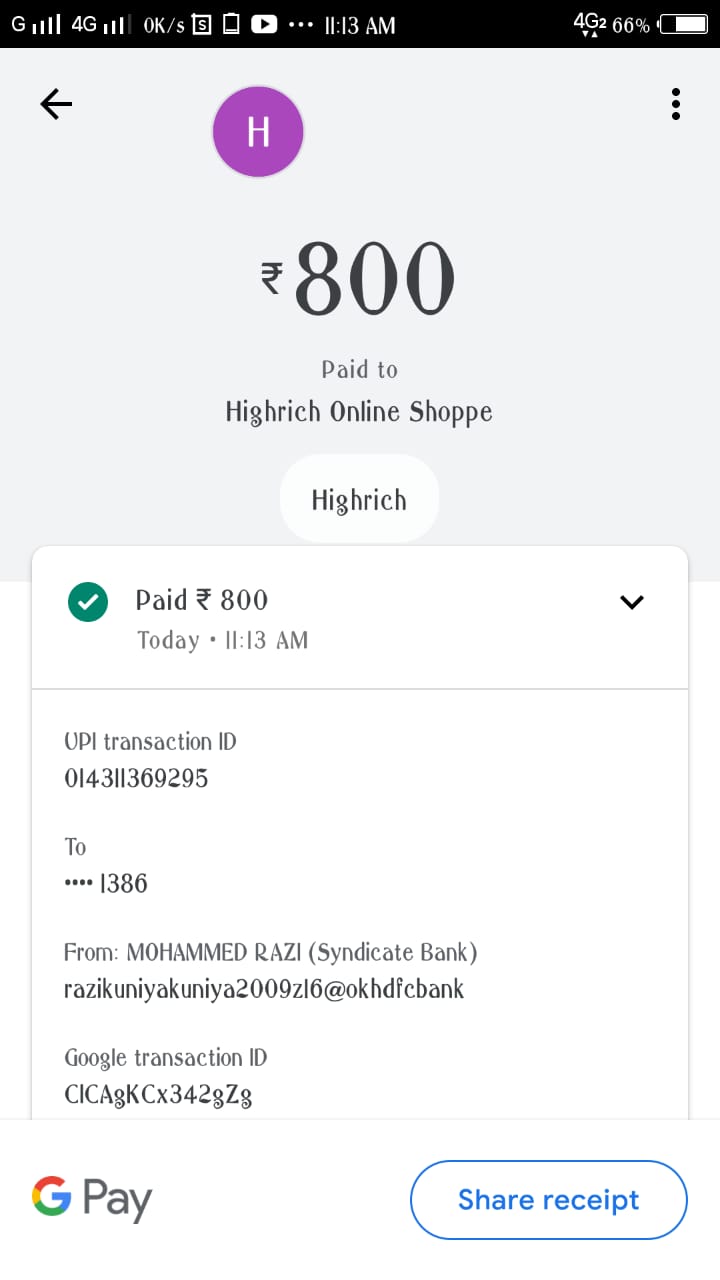 G 4G 0K/s S ••• 11:13 AM 4G2 66%
H
₹800
Paid to
Highrich Online Shoppe
Highrich
Paid ₹ 800
Today • 11:13 AM
UPI transaction ID
014311369295
To
•••• 1386
From: MOHAMMED RAZI (Syndicate Bank)
razikuniyakuniya2009z16@okhdfcbank
Google transaction ID
CICAgKCx342gZg
G Pay
Share receipt